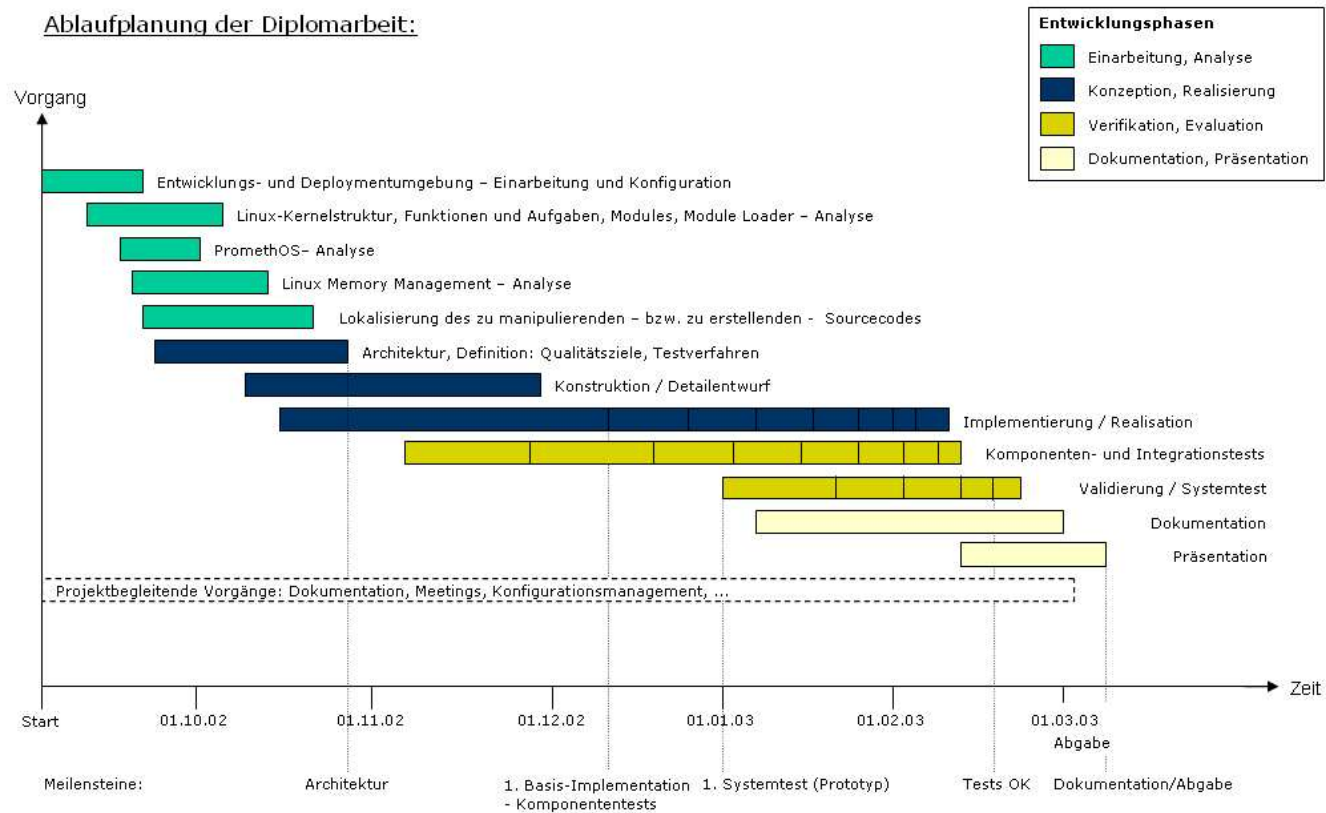 Ablaufplanung der Diplomarbeit:
Entwicklungsphasen
Einarbeitung, Analyse
Konzeption, Realisierung
Verifikation, Evaluation
Dokumentation, Präsentation
Vorgang
Entwicklungs- und Deploymentumgebung – Einarbeitung und Konfiguration
Linux-Kernelstruktur, Funktionen und Aufgaben, Modules, Module Loader – Analyse
PromethOS– Analyse
Linux Memory Management – Analyse
Lokalisierung des zu manipulierenden – bzw. zu erstellenden - Sourcecodes
Architektur, Definition: Qualitätsziele, Testverfahren
Konstruktion / Detailentwurf
Implementierung / Realisation
Komponenten- und Integrationstests
Validierung / Systemtest
Dokumentation
Präsentation
Projektbegleitende Vorgänge: Dokumentation, Meetings, Konfigurationsmanagement, ...
Zeit
Start 01.10.02 01.11.02 01.12.02 01.01.03 01.02.03 01.03.03
Abgabe
Meilensteine: Architektur 1. Basis-Implementation 1. Systemtest (Prototyp) Tests OK Dokumentation/Abgabe
- Komponententests